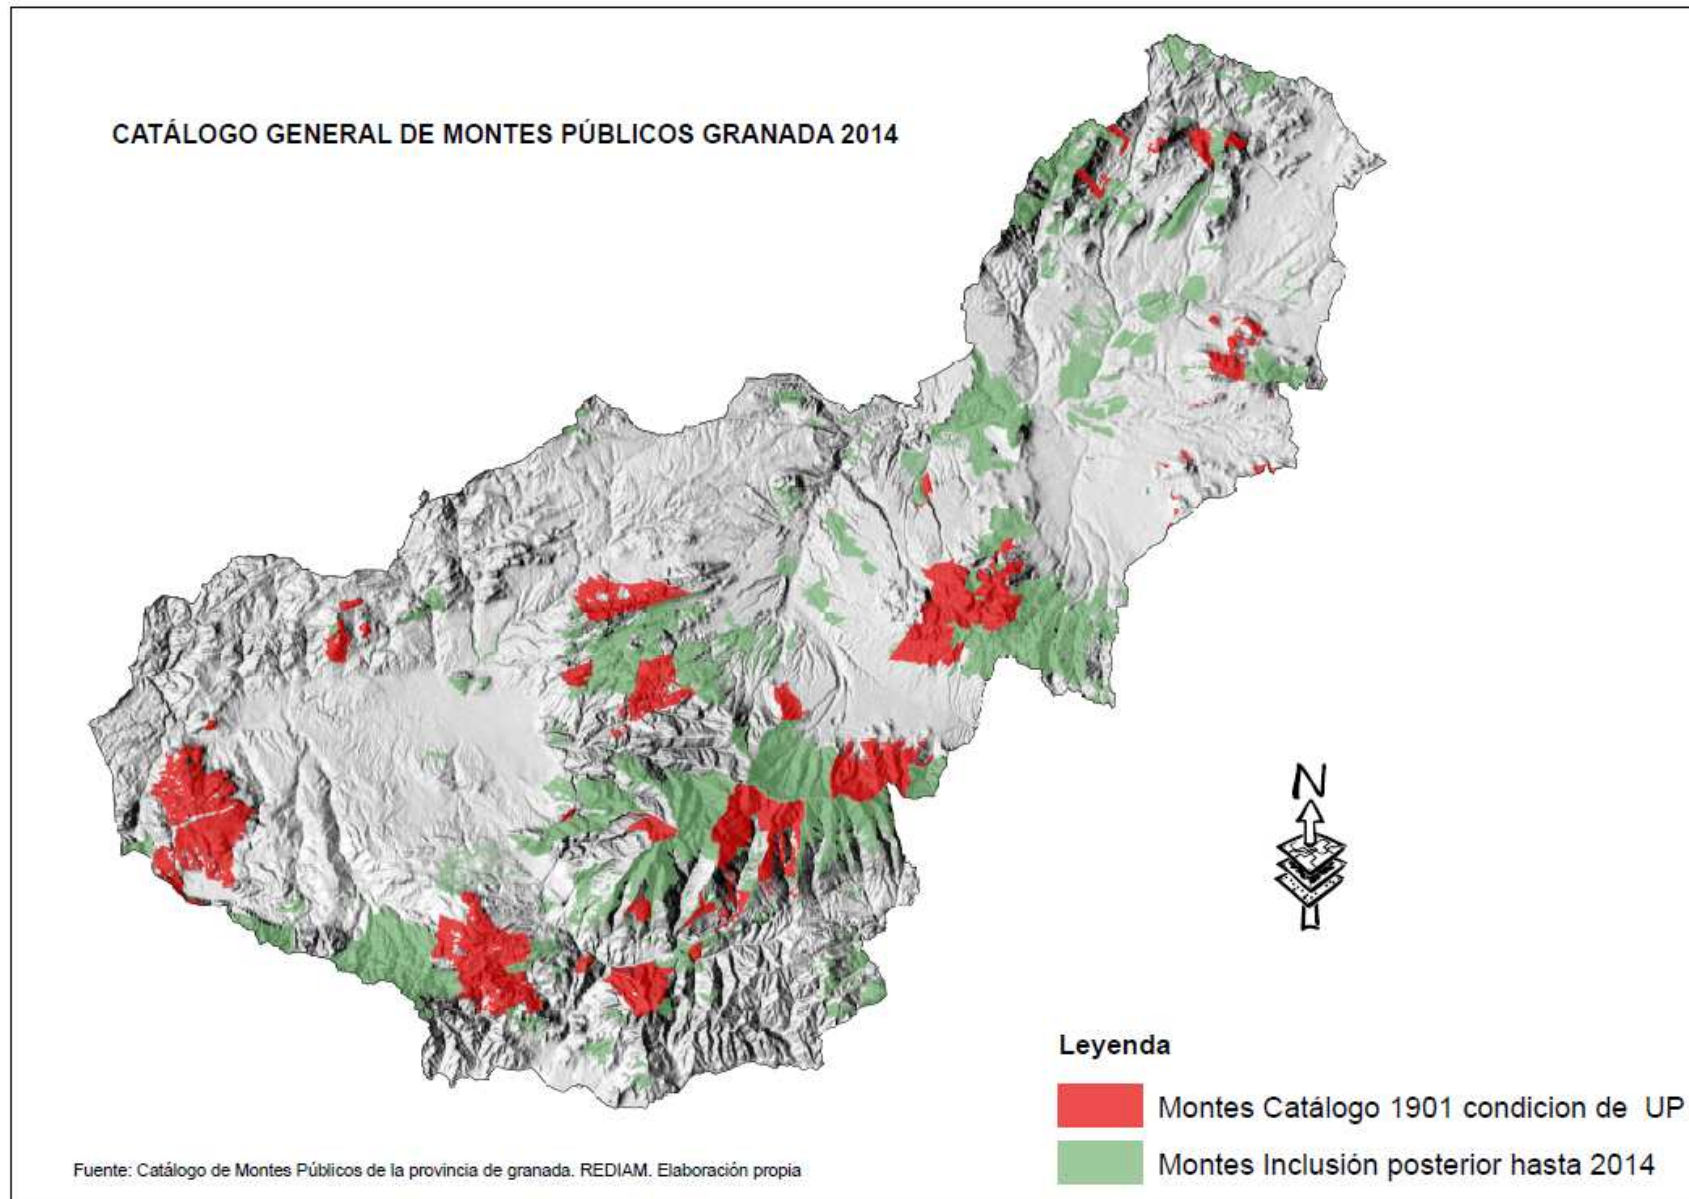 CATÁLOGO GENERAL DE MONTES PÚBLICOS GRANADA 2014
N
Leyenda
Montes Catálogo 1901 condicion de UP
Montes Inclusión posterior hasta 2014
Fuente: Catálogo de Montes Públicos de la provincia de granada. REDIAM. Elaboración propia